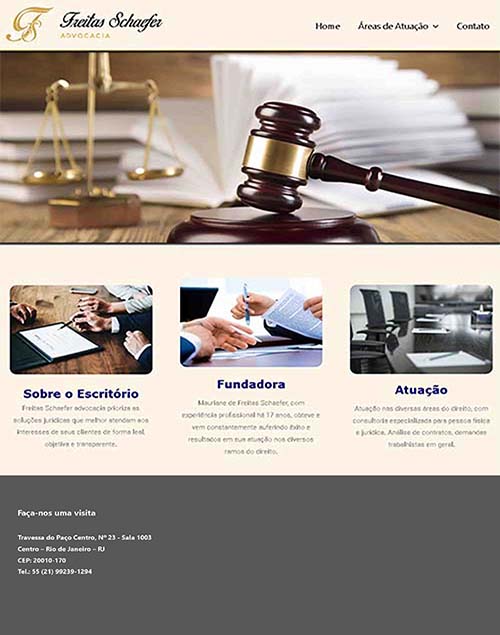 Freitas Schaefer
ADVOCACIA
Home Áreas de Atuação Contato
Sobre o Escritório
Freitas Schaefer advocacia prioriza as
soluções jurídicas que melhor atendam aos
interesses de seus clientes de forma leal,
objetiva e transparente.
Fundadora
Mauriane de Freitas Schaefer, com
experiência profissional há 17 anos, obteve e
vem constantemente auferindo êxito e
resultados em sua atuação nos diversos
ramos do direito.
Atuação
Atuação nas diversas áreas do direito, com
consultoria especializada para pessoa física
e jurídica. Análise de contratos, demandas
trabalhistas em geral.
Faça-nos uma visita
Travessa do Paço Centro, Nº 23 - Sala 1003
Centro – Rio de Janeiro – RJ
CEP: 20010-170
Tel.: 55 (21) 99239-1294